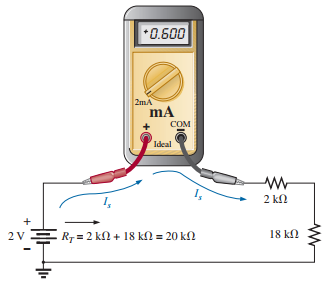 +0.600
2mA
mA
+
COM
–
Ideal
I_s
I_s
2 kΩ
+
2 V
–
R_T = 2 kΩ + 18 kΩ = 20 kΩ
18 kΩ